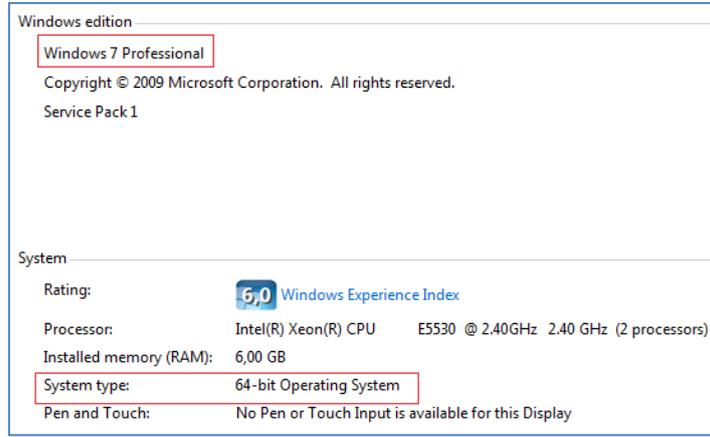 Windows edition
Windows 7 Professional
Copyright © 2009 Microsoft Corporation. All rights reserved.
Service Pack 1
System
Rating: 6,0 Windows Experience Index
Processor: Intel(R) Xeon(R) CPU E5530 @ 2.40GHz 2.40 GHz (2 processors)
Installed memory (RAM): 6,00 GB
System type: 64-bit Operating System
Pen and Touch: No Pen or Touch Input is available for this Display